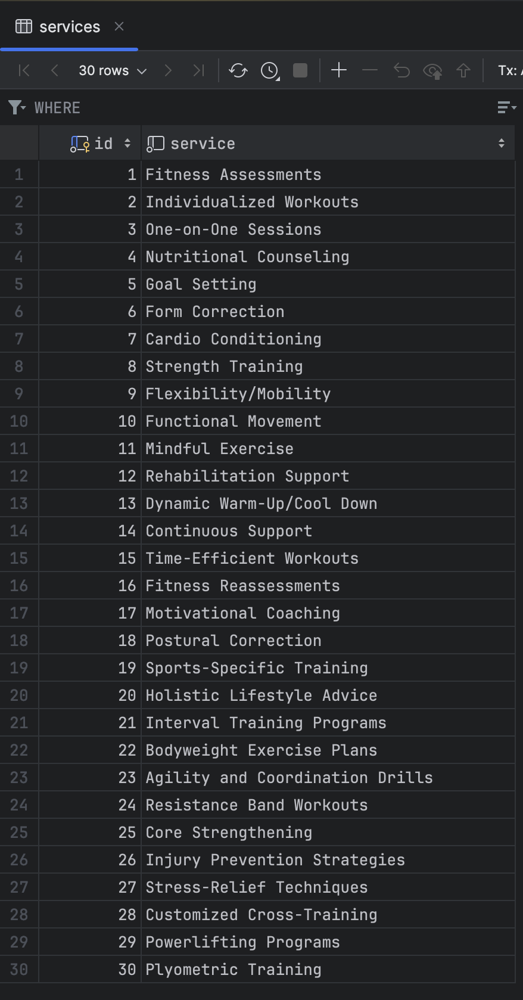 services
30 rows
Tx: A
WHERE
id service
1 1 Fitness Assessments
2 2 Individualized Workouts
3 3 One-on-One Sessions
4 4 Nutritional Counseling
5 5 Goal Setting
6 6 Form Correction
7 7 Cardio Conditioning
8 8 Strength Training
9 9 Flexibility/Mobility
10 10 Functional Movement
11 11 Mindful Exercise
12 12 Rehabilitation Support
13 13 Dynamic Warm-Up/Cool Down
14 14 Continuous Support
15 15 Time-Efficient Workouts
16 16 Fitness Reassessments
17 17 Motivational Coaching
18 18 Postural Correction
19 19 Sports-Specific Training
20 20 Holistic Lifestyle Advice
21 21 Interval Training Programs
22 22 Bodyweight Exercise Plans
23 23 Agility and Coordination Drills
24 24 Resistance Band Workouts
25 25 Core Strengthening
26 26 Injury Prevention Strategies
27 27 Stress-Relief Techniques
28 28 Customized Cross-Training
29 29 Powerlifting Programs
30 30 Plyometric Training